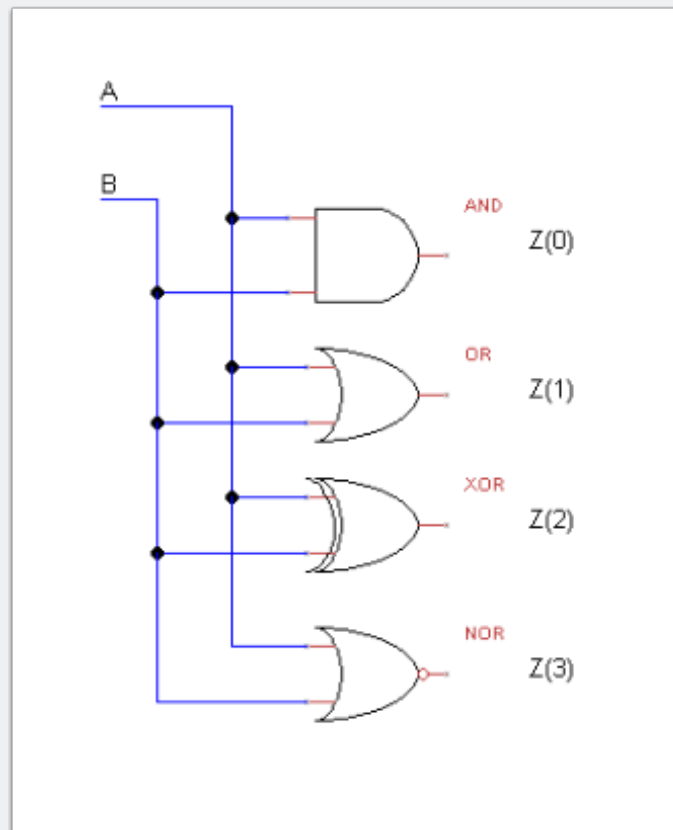 A
B
AND
Z(0)
OR
Z(1)
XOR
Z(2)
NOR
Z(3)